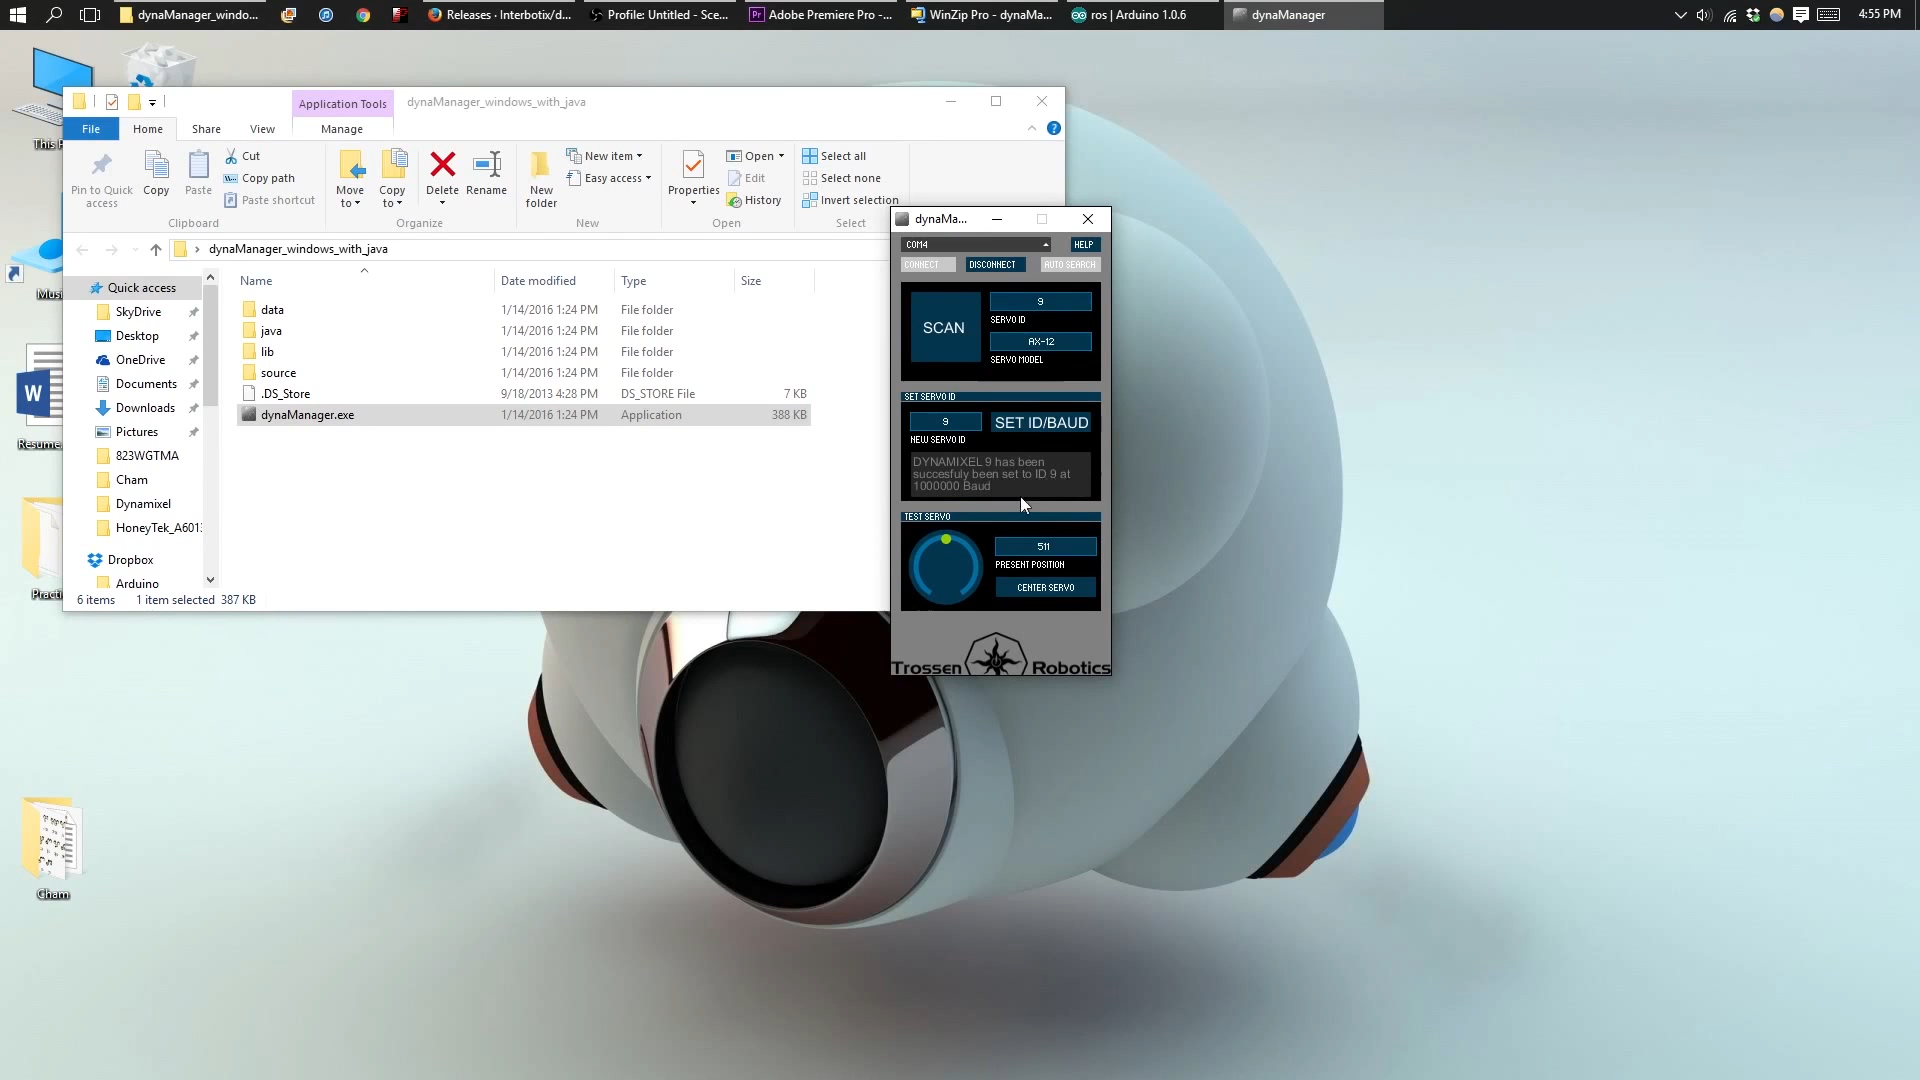 dynaManager_windo...
Releases · Interbotix/d...
Profile: Untitled - Sce...
Adobe Premiere Pro -...
WinZip Pro - dynaMa...
ros | Arduino 1.0.6
dynaManager
4:55 PM
Application Tools
dynaManager_windows_with_java
File
Home
Share
View
Manage
Pin to Quick access
Copy
Paste
Cut
Copy path
Paste shortcut
Move to
Copy to
Delete
Rename
New folder
New item
Easy access
Properties
Open
Edit
History
Select all
Select none
Invert selection
Clipboard
Organize
New
Open
Select
dynaManager_windows_with_java
Name
Date modified
Type
Size
data 1/14/2016 1:24 PM File folder
java 1/14/2016 1:24 PM File folder
lib 1/14/2016 1:24 PM File folder
source 1/14/2016 1:24 PM File folder
.DS_Store 9/18/2013 4:28 PM DS_STORE File 7 KB
dynaManager.exe 1/14/2016 1:24 PM Application 388 KB
Quick access
SkyDrive
Desktop
OneDrive
Documents
Downloads
Pictures
823WGTMA
Cham
Dynamixel
HoneyTek_A601
Dropbox
Arduino
6 items
1 item selected 387 KB
dynaMa...
COM4
HELP
CONNECT
DISCONNECT
AUTO SEARCH
SCAN
9
SERVO ID
AX-12
SERVO MODEL
SET SERVO ID
9
SET ID/BAUD
NEW SERVO ID
DYNAMIXEL 9 has been
succesfuly been set to ID 9 at
1000000 Baud
TEST SERVO
511
PRESENT POSITION
CENTER SERVO
Trossen Robotics
This
Musi
W
Resume
Practi
Cham